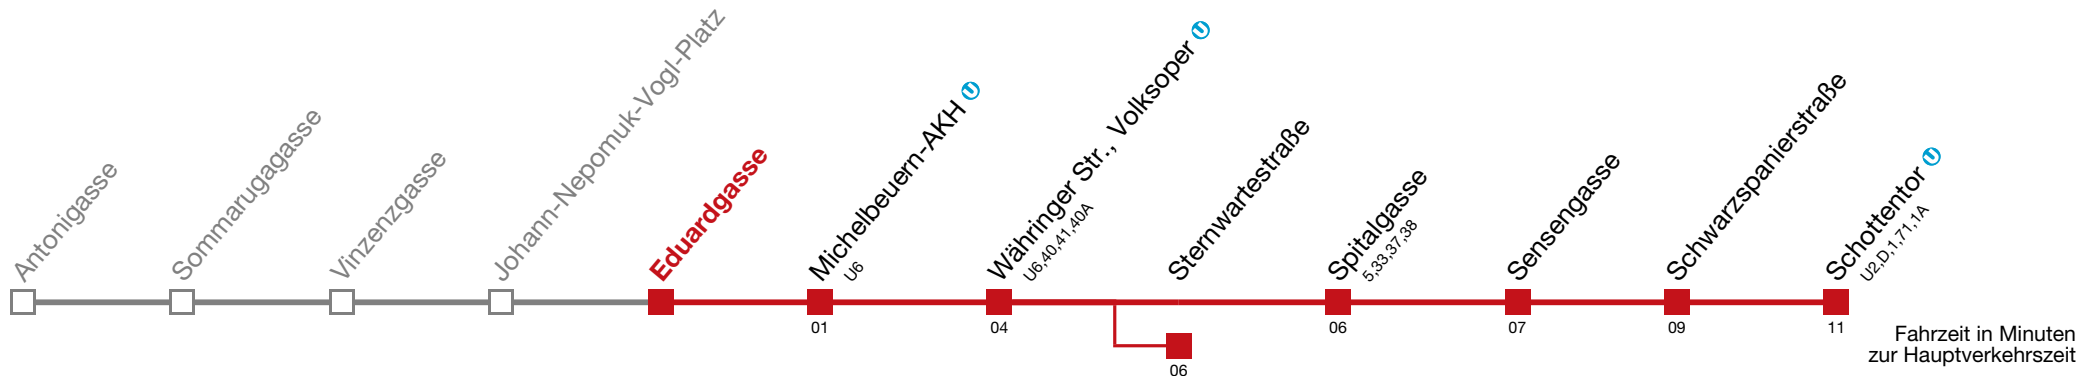 Antonigasse
Sommarugagasse
Vinzenzgasse
Johann-Nepomuk-Vogl-Platz
Eduardgasse
Michelbeuern-AKH
U6
01
Währinger Str., Volksoper
U6,40,41,40A
04
Sternwartestraße
06
Spitalgasse
5,33,37,38
06
Sensengasse
07
Schwarzspanierstraße
09
Schottentor
U2,D,1,71,1A
11
Fahrzeit in Minuten
zur Hauptverkehrszeit